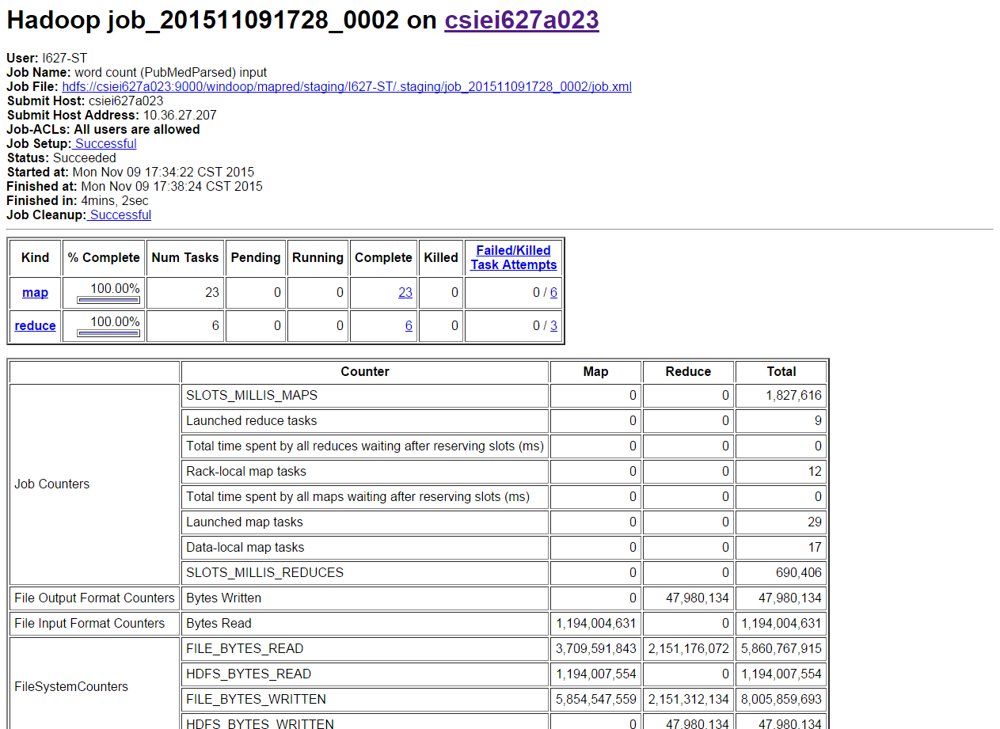 Hadoop job_201511091728_0002 on csiei627a023
User: I627-ST
Job Name: word count (PubMedParsed) input
Job File: hdfs://csiei627a023:9000/windoop/mapred/staging/I627-ST/.staging/job_201511091728_0002/job.xml
Submit Host: csiei627a023
Submit Host Address: 10.36.27.207
Job-ACLs: All users are allowed
Job Setup: Successful
Status: Succeeded
Started at: Mon Nov 09 17:34:22 CST 2015
Finished at: Mon Nov 09 17:38:24 CST 2015
Finished in: 4mins, 2sec
Job Cleanup: Successful
Kind % Complete Num Tasks Pending Running Complete Killed Failed/Killed Task Attempts
map 100.00% 23 0 0 23 0 0 / 6
reduce 100.00% 6 0 0 6 0 0 / 3
Counter Map Reduce Total
Job Counters
SLOTS_MILLIS_MAPS 0 0 1,827,616
Launched reduce tasks 0 0 9
Total time spent by all reduces waiting after reserving slots (ms) 0 0 0
Rack-local map tasks 0 0 12
Total time spent by all maps waiting after reserving slots (ms) 0 0 0
Launched map tasks 0 0 29
Data-local map tasks 0 0 17
SLOTS_MILLIS_REDUCES 0 0 690,406
File Output Format Counters Bytes Written 0 47,980,134 47,980,134
File Input Format Counters Bytes Read 1,194,004,631 0 1,194,004,631
FileSystemCounters
FILE_BYTES_READ 3,709,591,843 2,151,176,072 5,860,767,915
HDFS_BYTES_READ 1,194,007,554 0 1,194,007,554
FILE_BYTES_WRITTEN 5,854,547,559 2,151,312,134 8,005,859,693
HDFS_BYTES_WRITTEN 0 47,980,134 47,980,134